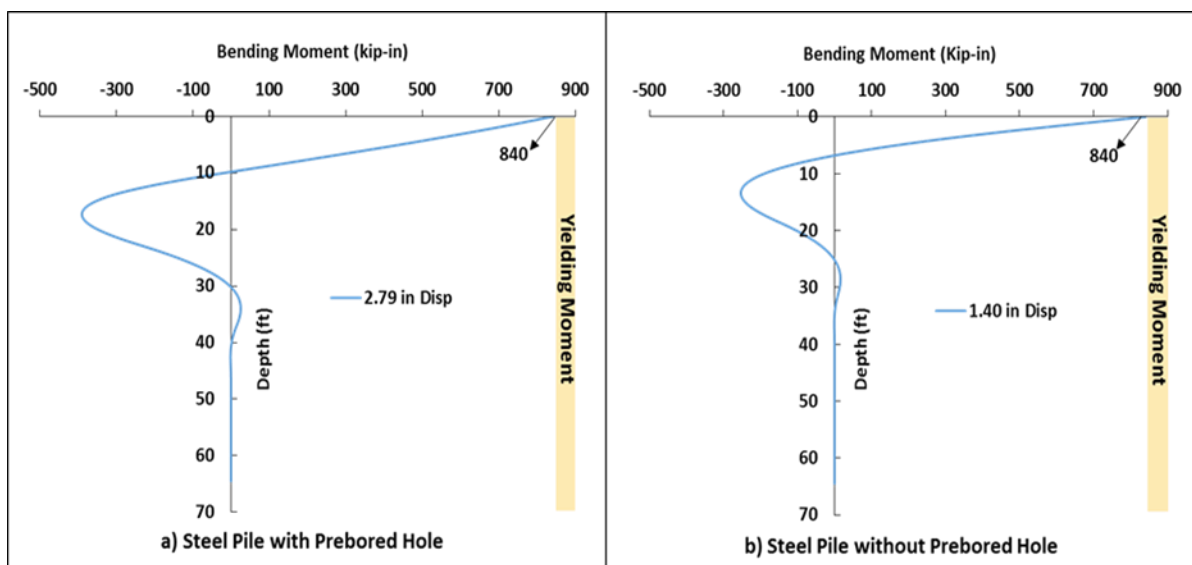 Bending Moment (kip-in)
-500 -300 -100 100 300 500 700 900
0
840
10
20
30
40
50
60
70
2.79 in Disp
Depth (ft)
Yielding Moment
a) Steel Pile with Prebored Hole
Bending Moment (Kip-in)
-500 -300 -100 100 300 500 700 900
0
840
10
20
30
40
50
60
70
1.40 in Disp
Depth (ft)
Yielding Moment
b) Steel Pile without Prebored Hole